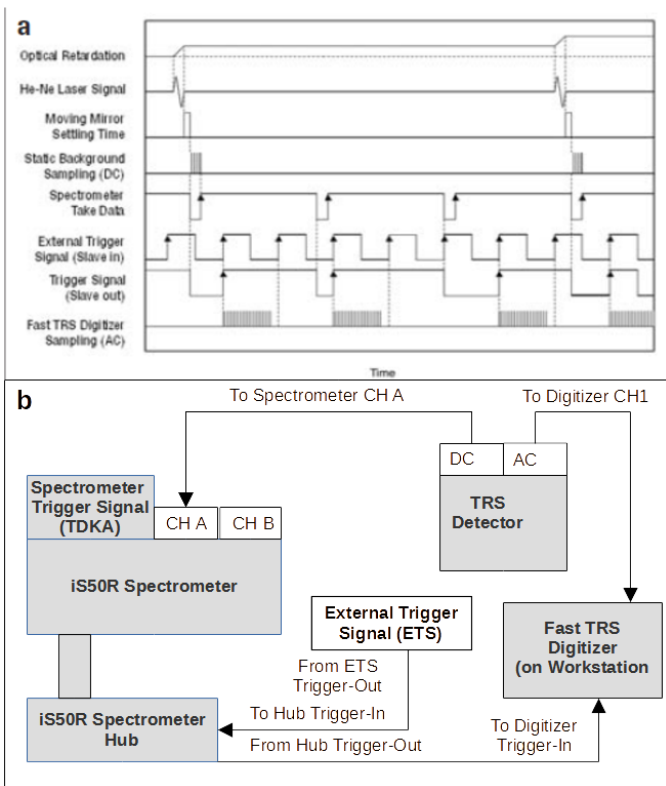 a
Optical Retardation
He-Ne Laser Signal
Moving Mirror
Settling Time
Static Background
Sampling (DC)
Spectrometer
Take Data
External Trigger
Signal (Slave in)
Trigger Signal
(Slave out)
Fast TRS Digitizer
Sampling (AC)
Time
b
To Spectrometer CH A
To Digitizer CH1
DC
AC
TRS
Detector
Spectrometer
Trigger Signal
(TDKA)
CH A
CH B
iS50R Spectrometer
External Trigger
Signal (ETS)
Fast TRS
Digitizer
(on Workstation
From ETS
Trigger-Out
To Hub Trigger-In
iS50R Spectrometer
Hub
From Hub Trigger-Out
To Digitizer
Trigger-In